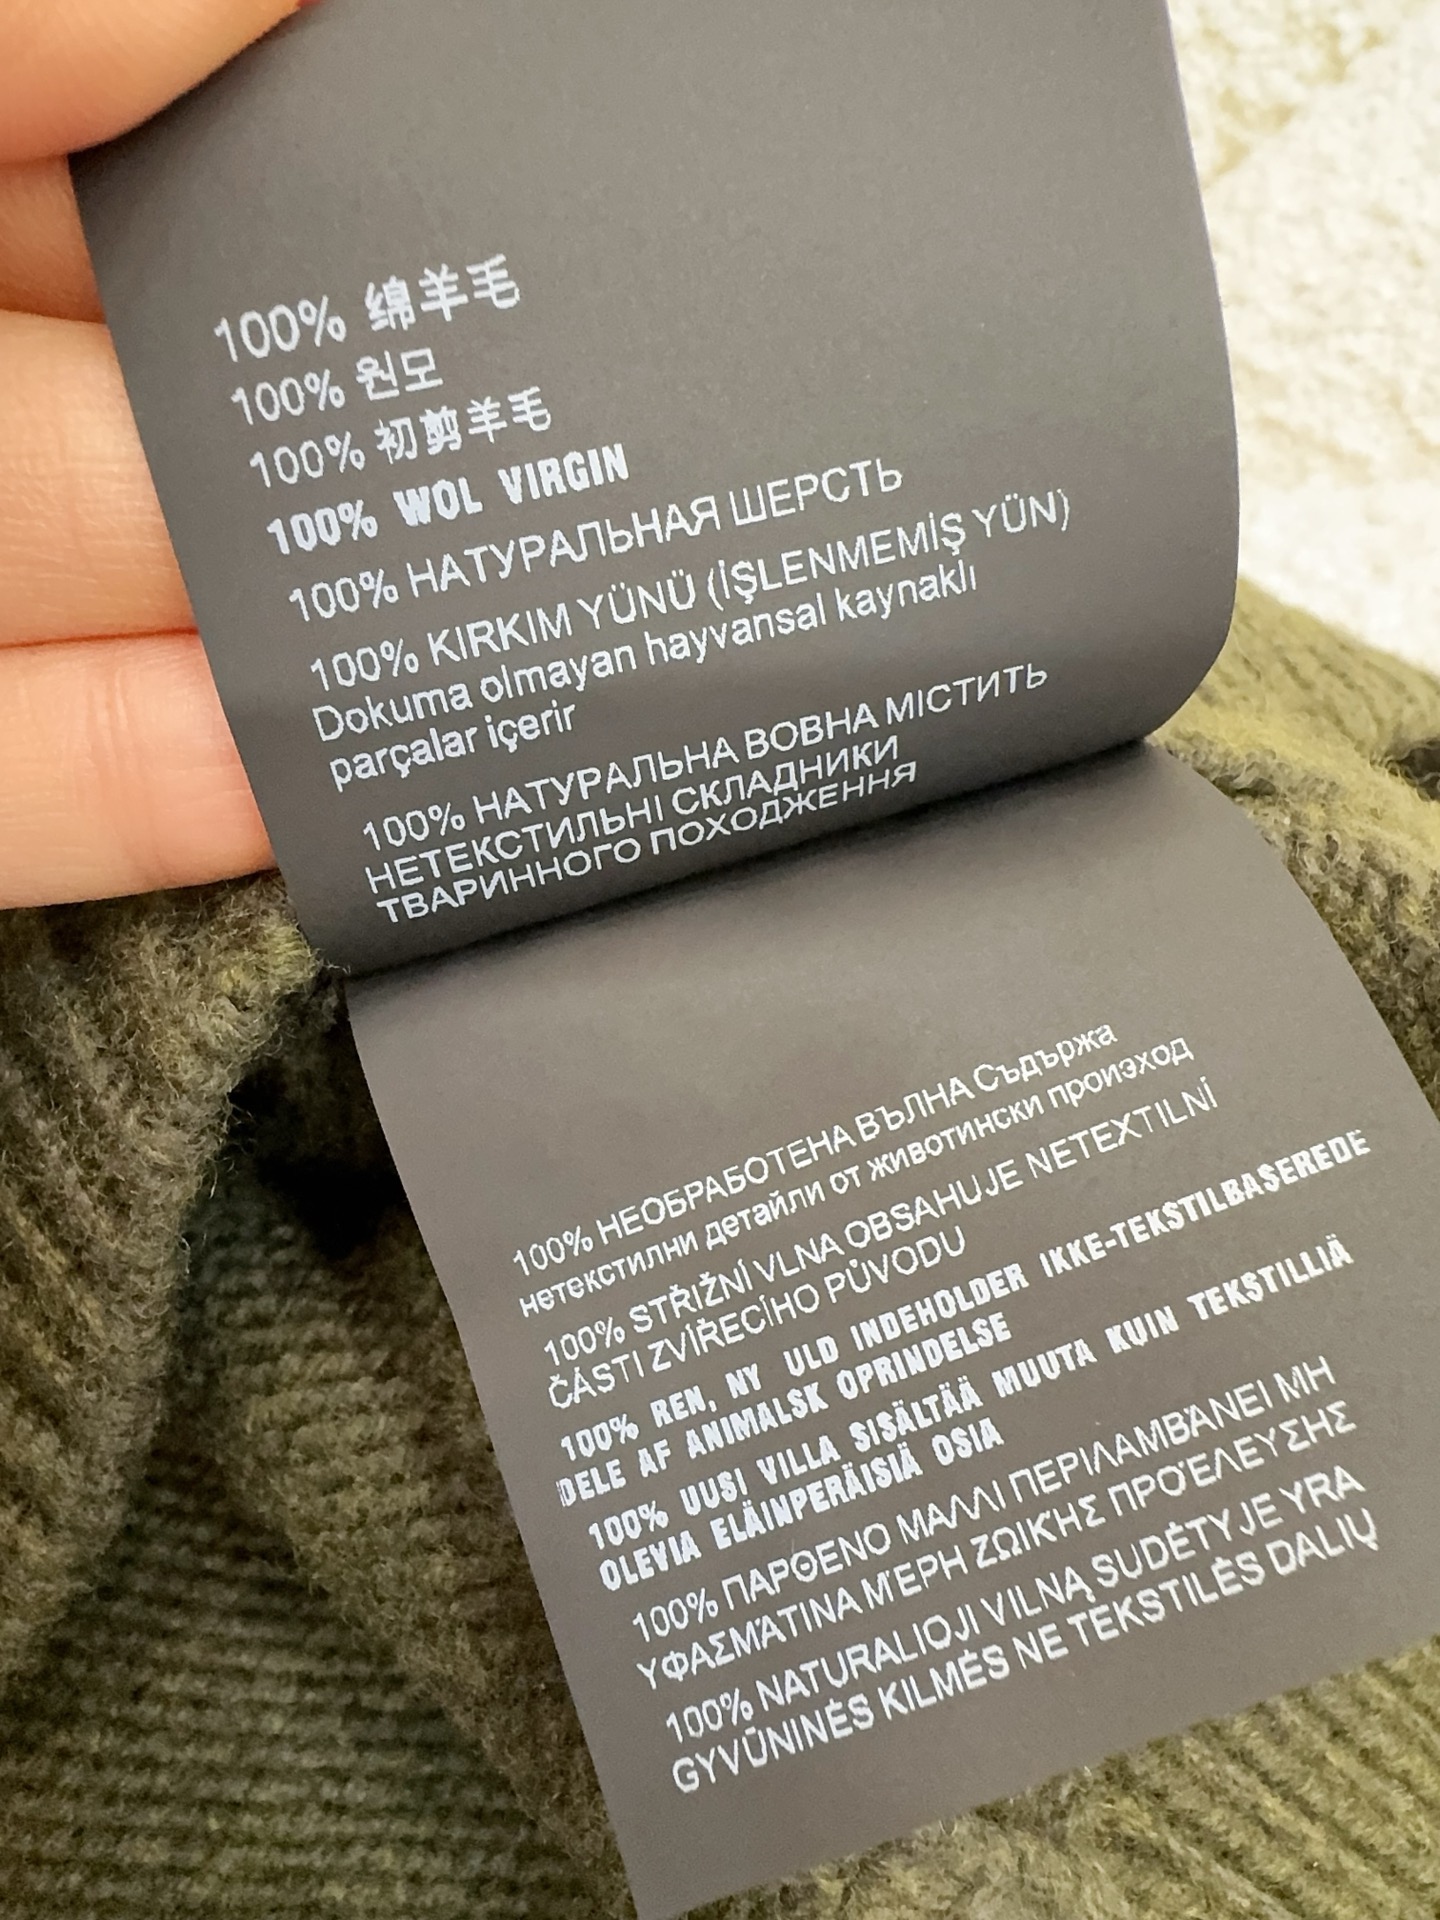 100% 绵羊毛
100% 원모
100% 初剪羊毛
100% WOL VIRGIN
100% НАТУРАЛЬНАЯ ШЕРСТЬ
100% KIRKIM YÜNÜ (İŞLENMEMİŞ YÜN)
Dokuma olmayan hayvansal kaynaklı
parçalar içerir
100% НАТУРАЛЬНА ВОВНА МІСТИТЬ
НЕТЕКСТИЛЬНІ СКЛАДНИКИ
ТВАРИННОГО ПОХОДЖЕННЯ
100% НЕОБРАБОТЕНА ВЪЛНА Съдържа
нетекстилни детайли от животински произход
100% STŘIŽNÍ VLNA OBSAHUJE NETEXTILNÍ
ČÁSTI ZVÍŘECÍHO PŮVODU
100% REN, NY ULD INDEHOLDER IKKE-TEKSTILBASEREDE
DELE AF ANIMALSK OPRINDELSE
100% UUSI VILLA SISÄLTÄÄ MUUTA KUIN TEKSTILLIÄ
OLEVIA ELÄINPERÄISIÄ OSIA
100% ΠΑΡΘΕΝΟ ΜΑΛΛΙ ΠΕΡΙΛΑΜΒΆΝΕΙ ΜΗ
ΥΦΑΣΜΆΤΙΝΑ ΜΈΡΗ ΖΩΙΚΗΣ ΠΡΟΈΛΕΥΣΗΣ
100% NATURALIOJI VILNĄ SUDĖTYJE YRA
GYVŪNINĖS KILMĖS NE TEKSTILĖS DALIŲ